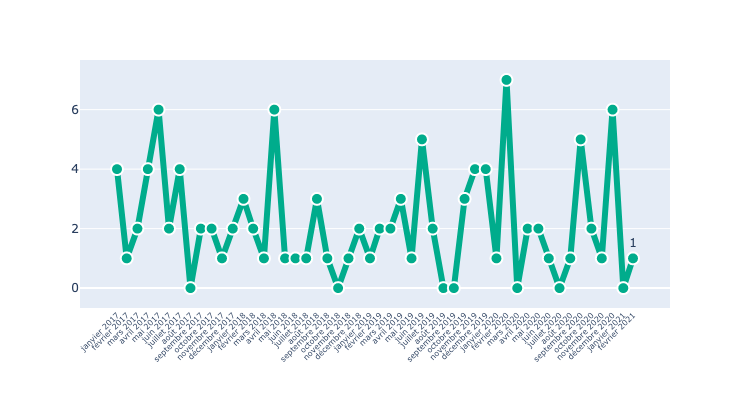 6
4
2
0
1
janvier 2017
février 2017
mars 2017
avril 2017
mai 2017
juin 2017
juillet 2017
août 2017
septembre 2017
octobre 2017
novembre 2017
décembre 2017
janvier 2018
février 2018
mars 2018
avril 2018
mai 2018
juin 2018
juillet 2018
août 2018
septembre 2018
octobre 2018
novembre 2018
décembre 2018
janvier 2019
février 2019
mars 2019
avril 2019
mai 2019
juin 2019
juillet 2019
août 2019
septembre 2019
octobre 2019
novembre 2019
décembre 2019
janvier 2020
février 2020
mars 2020
avril 2020
mai 2020
juin 2020
juillet 2020
août 2020
septembre 2020
octobre 2020
novembre 2020
décembre 2020
janvier 2021
février 2021